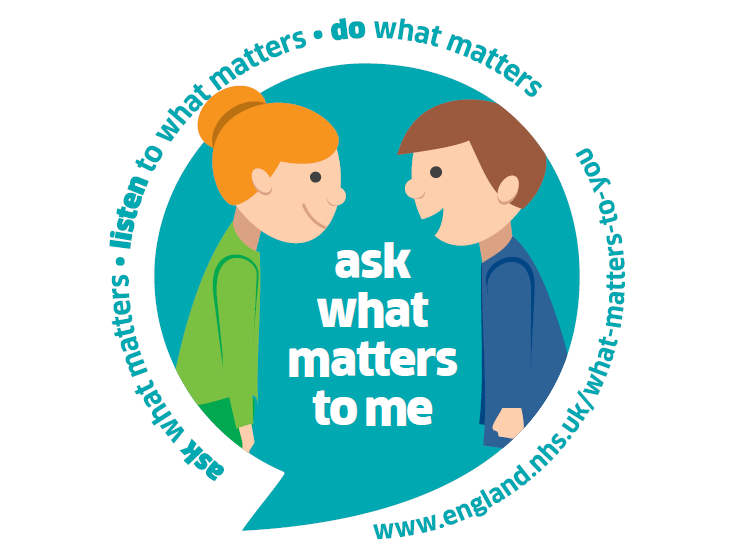 ask what matters • listen to what matters • do what matters
ask
what
matters
to me
www.england.nhs.uk/what-matters-to-you